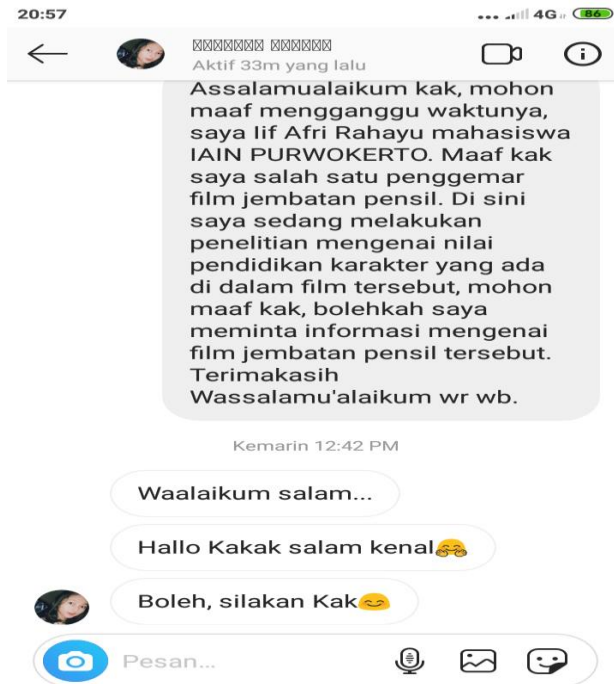 20:57
4G
86
Aktif 33m yang lalu
Assalamualaikum kak, mohon
maaf mengganggu waktunya,
saya Iif Afri Rahayu mahasiswa
IAIN PURWOKERTO. Maaf kak
saya salah satu penggemar
film jembatan pensil. Di sini
saya sedang melakukan
penelitian mengenai nilai
pendidikan karakter yang ada
di dalam film tersebut, mohon
maaf kak, bolehkah saya
meminta informasi mengenai
film jembatan pensil tersebut.
Terimakasih
Wassalamu'alaikum wr wb.
Kemarin 12:42 PM
Waalaikum salam...
Hallo Kakak salam kenal🤗
Boleh, silakan Kak😊
Pesan...